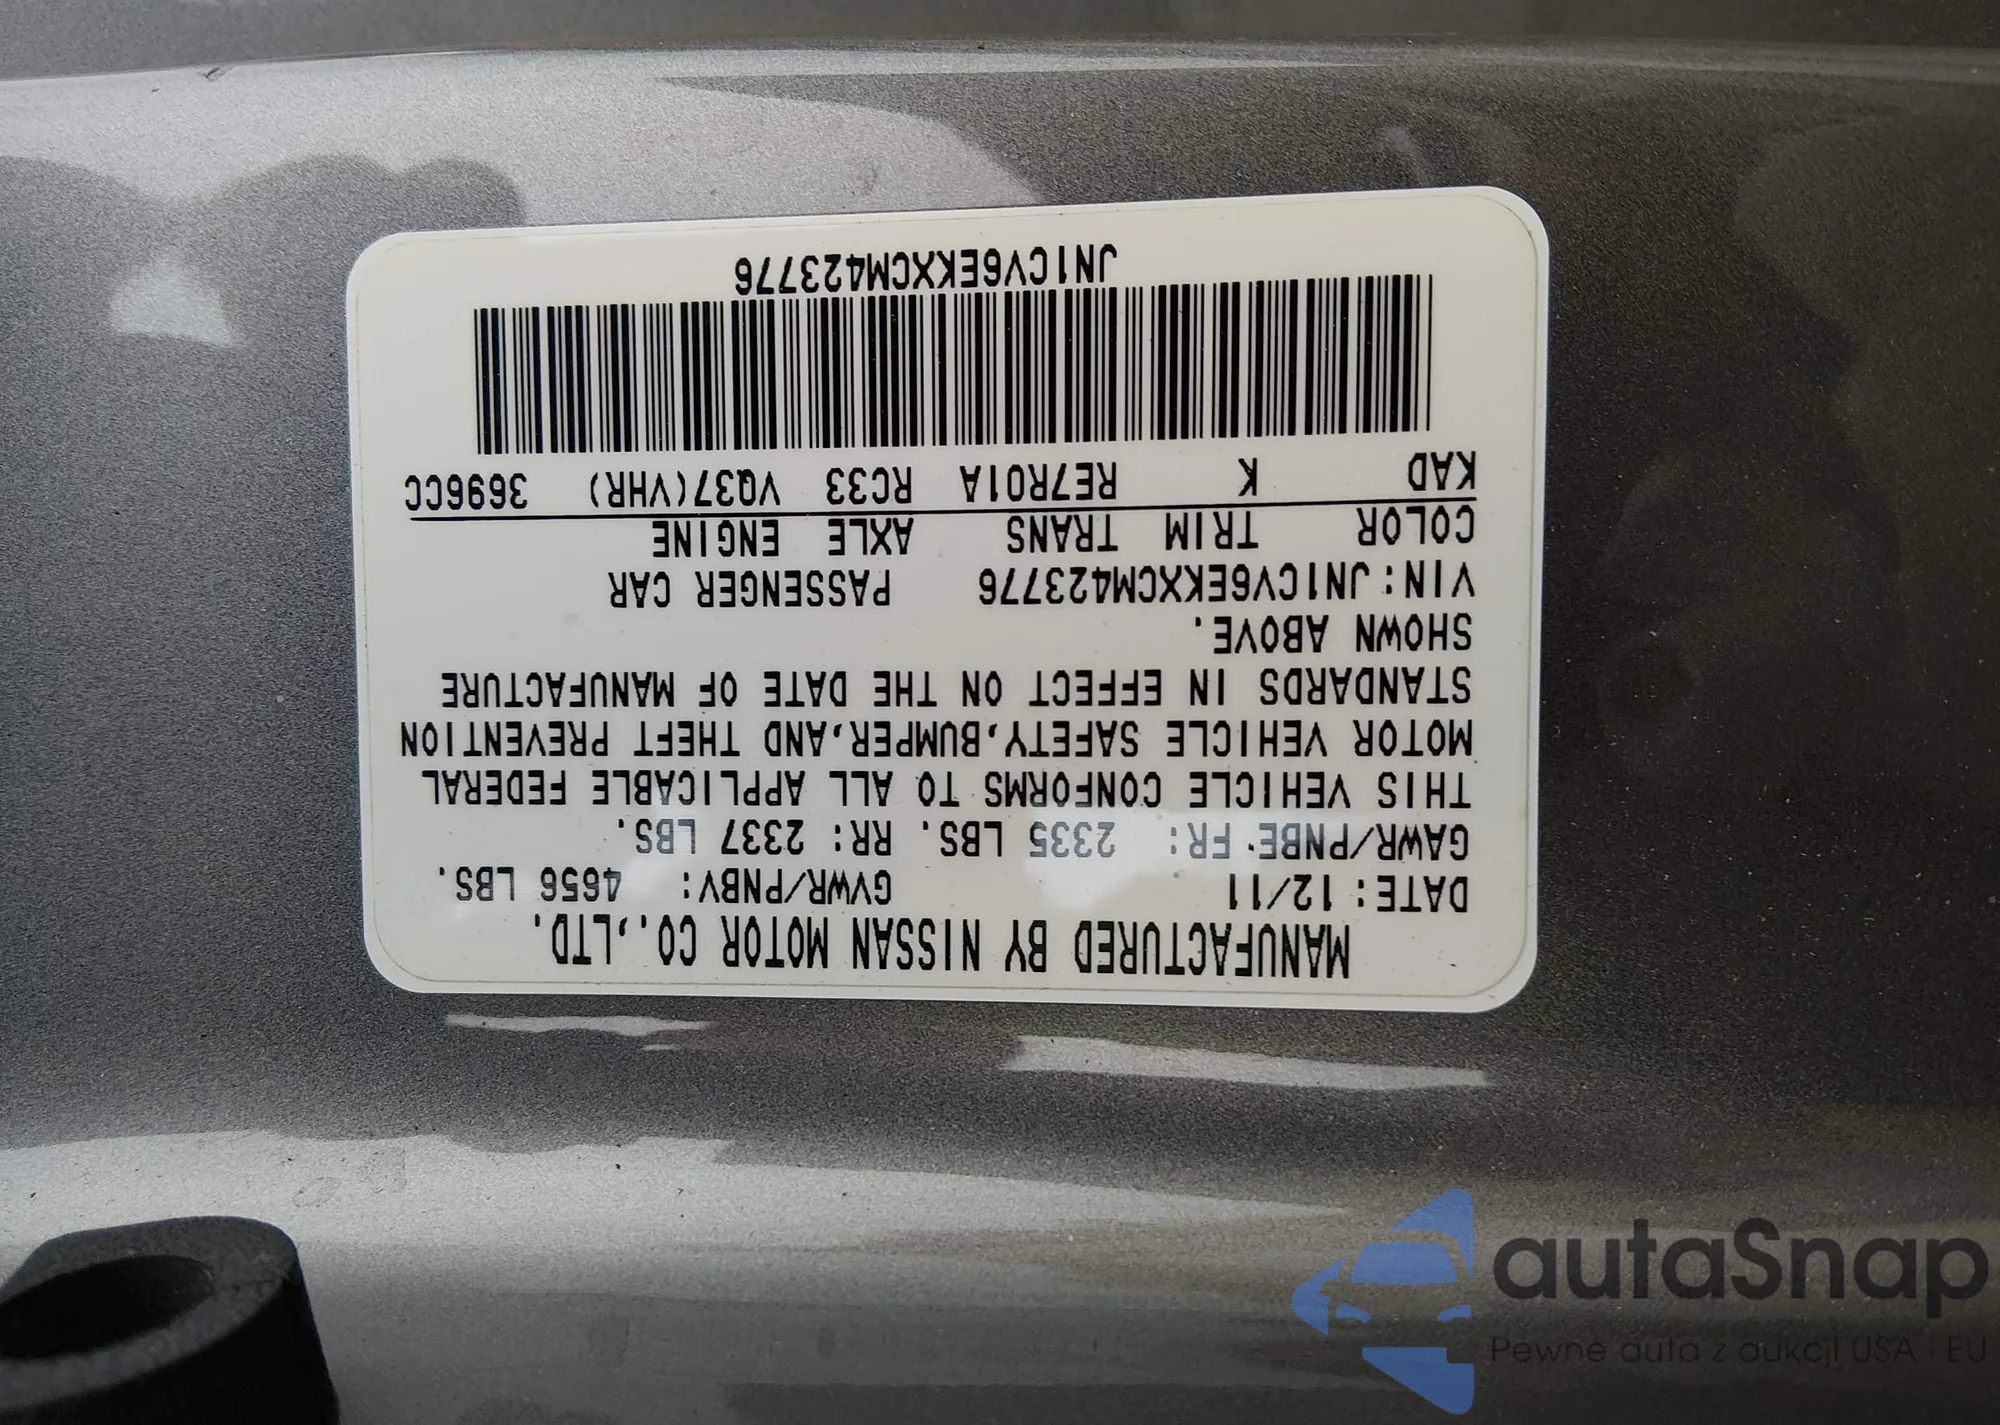 MANUFACTURED BY NISSAN MOTOR CO.,LTD.
DATE: 12/11 GVWR/PNBV: 4656 LBS.
GAWR/PNBE FR: 2335 LBS. RR: 2337 LBS.
THIS VEHICLE CONFORMS TO ALL APPLICABLE FEDERAL
MOTOR VEHICLE SAFETY,BUMPER,AND THEFT PREVENTION
STANDARDS IN EFFECT ON THE DATE OF MANUFACTURE
SHOWN ABOVE.
VIN:JN1CV6EKXCM423776 PASSENGER CAR
COLOR TRIM TRANS AXLE ENGINE
KAD K RE7R01A RC33 VQ37(VHR) 3696CC
JN1CV6EKXCM423776
autaSnap
Pewne auta z aukcji USA i EU